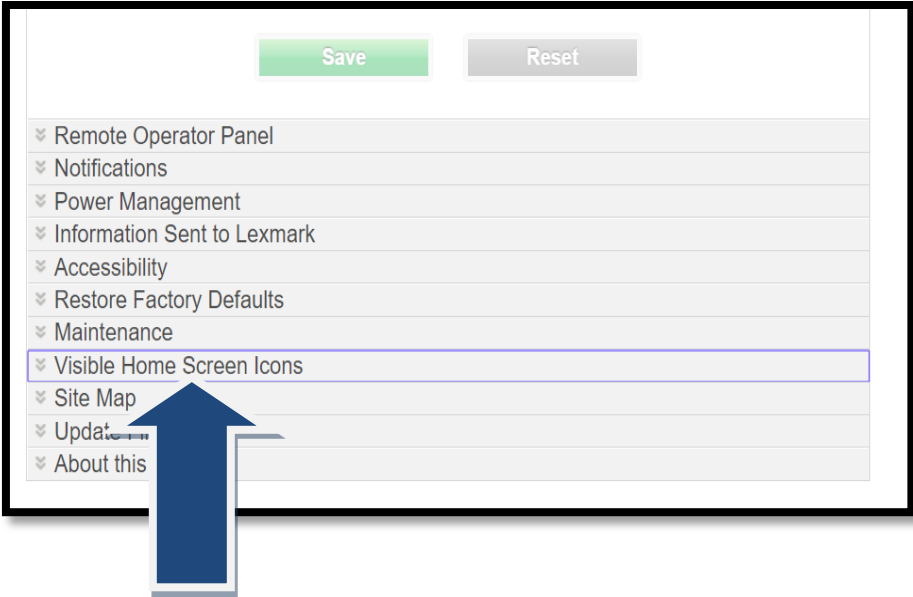 Save Reset
Remote Operator Panel
Notifications
Power Management
Information Sent to Lexmark
Accessibility
Restore Factory Defaults
Maintenance
Visible Home Screen Icons
Site Map
About this